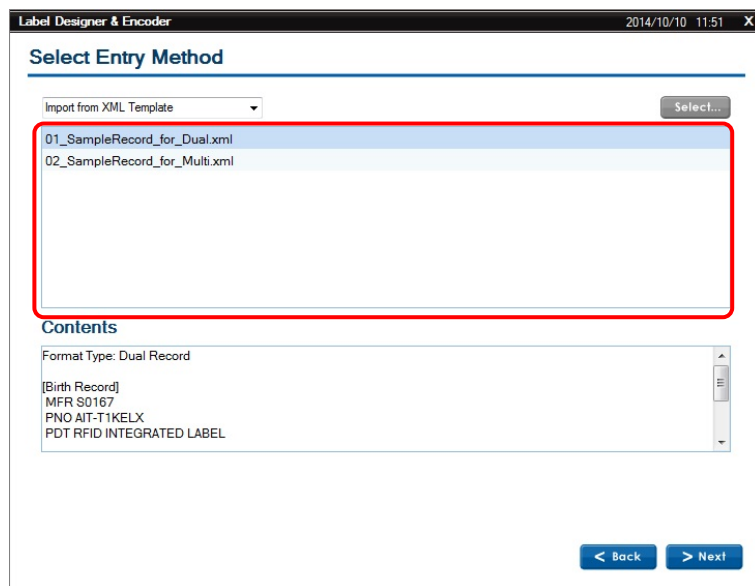 Label Designer & Encoder 2014/10/10 11:51 X
Select Entry Method
Import from XML Template Select...
01_SampleRecord_for_Dual.xml
02_SampleRecord_for_Multi.xml
Contents
Format Type: Dual Record
[Birth Record]
MFR S0167
PNO AIT-T1KELX
PDT RFID INTEGRATED LABEL
< Back > Next